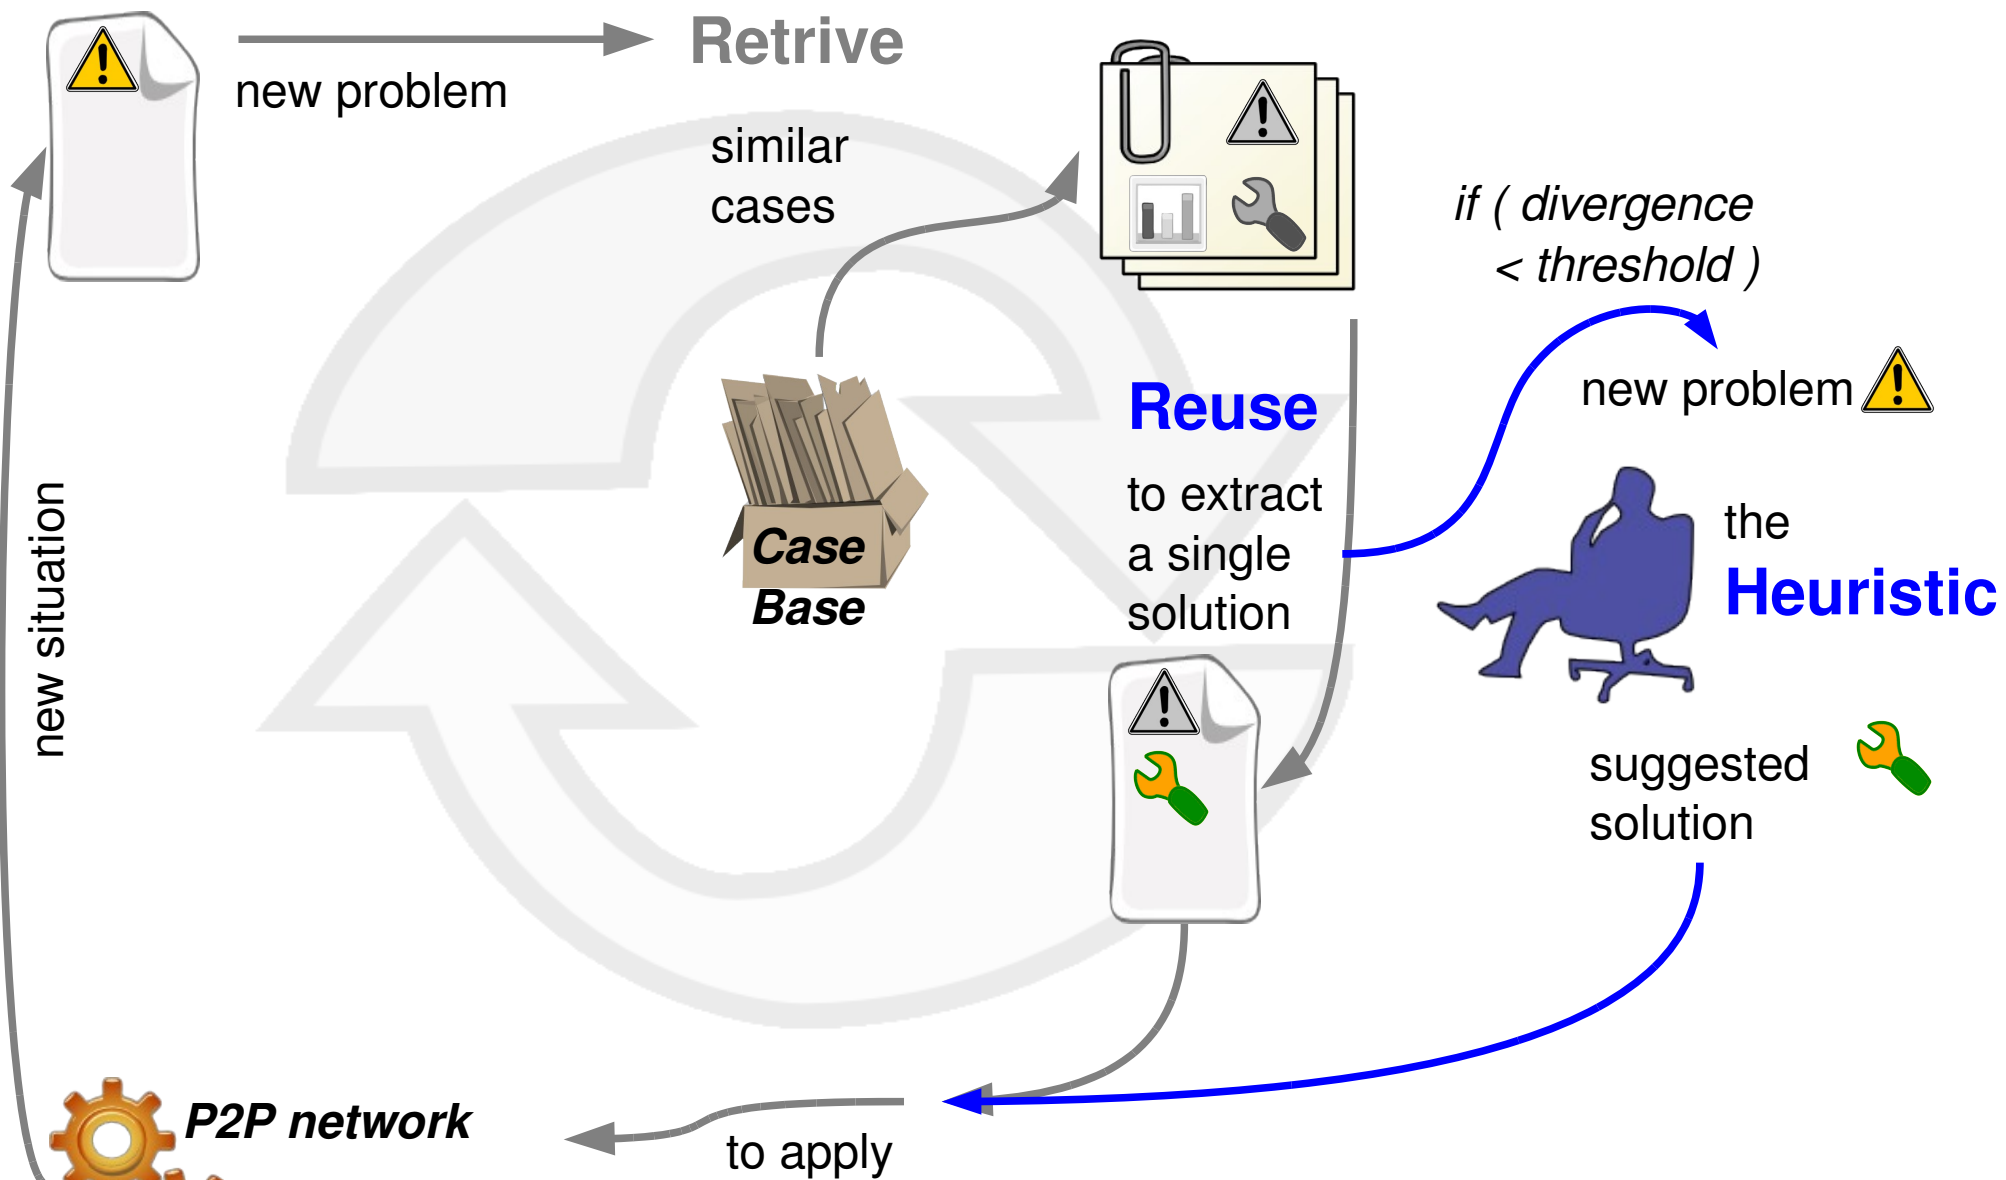 Retrive
new problem
similar
cases
if ( divergence
< threshold )
new problem
Reuse
to extract
a single
solution
the
Heuristic
Case
Base
new situation
suggested
solution
P2P network
to apply